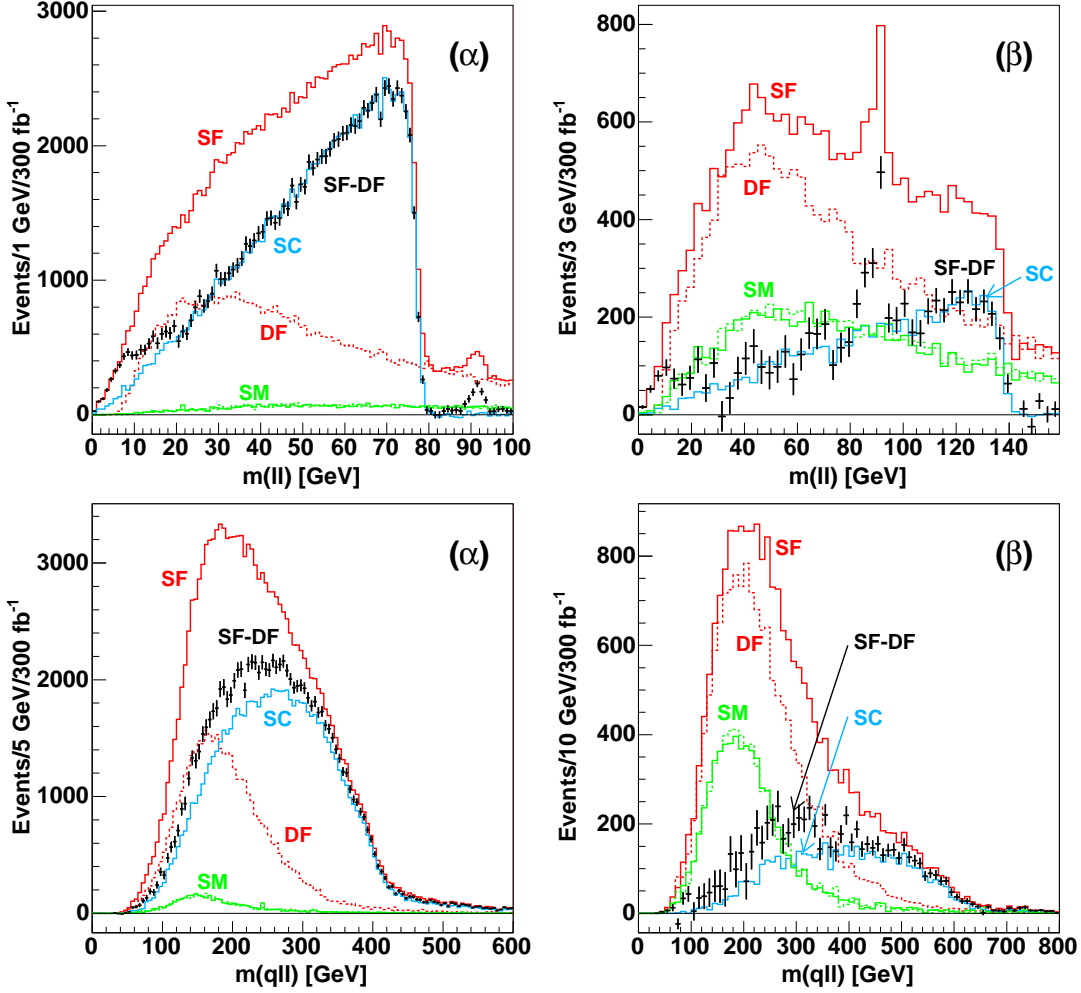 Events/1 GeV/300 fb-1
3000
2000
1000
0
(α)
SF
SF-DF
SC
DF
SM
0 10 20 30 40 50 60 70 80 90 100
m(ll) [GeV]
Events/3 GeV/300 fb-1
800
600
400
200
0
(β)
SF
DF
SF-DF
SC
SM
0 20 40 60 80 100 120 140
m(ll) [GeV]
Events/5 GeV/300 fb-1
3000
2000
1000
0
(α)
SF
SF-DF
SC
DF
SM
0 100 200 300 400 500 600
m(qll) [GeV]
Events/10 GeV/300 fb-1
800
600
400
200
0
(β)
SF
DF
SF-DF
SM
SC
0 100 200 300 400 500 600 700 800
m(qll) [GeV]